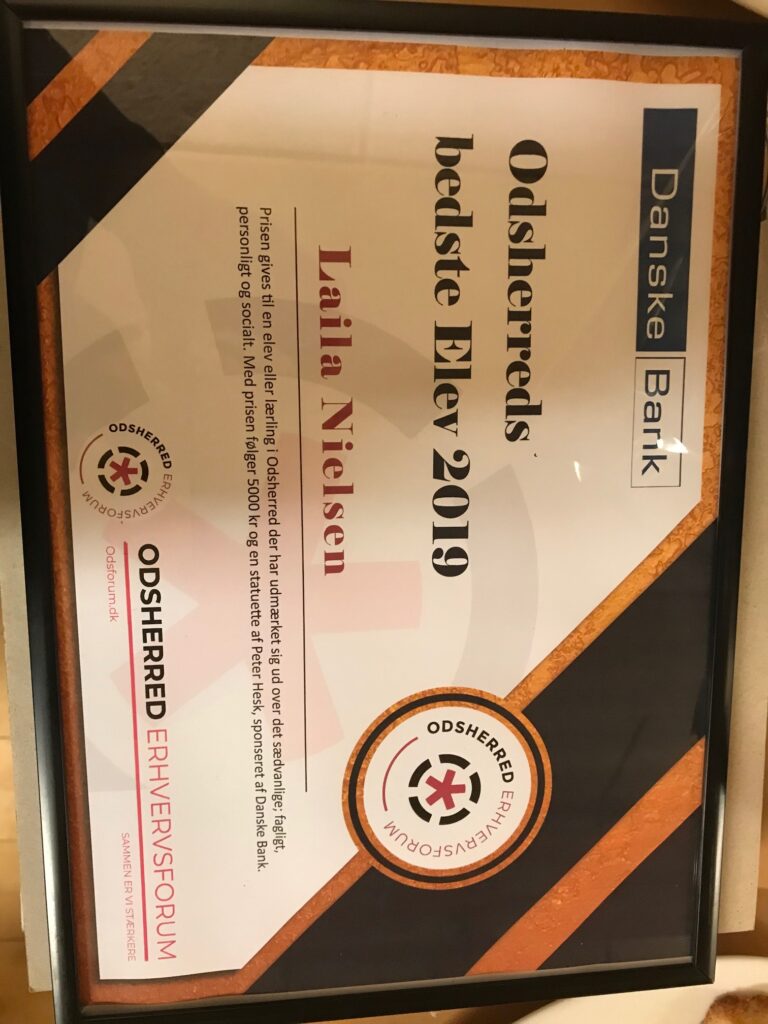 Danske Bank
Odsherreds
bedste Elev 2019
Laila Nielsen
Prisen gives til en elev eller lærling i Odsherred der har udmærket sig ud over det sædvanlige; fagligt,
personligt og socialt. Med prisen følger 5000 kr og en statuette af Peter Hesk, sponseret af Danske Bank.
ODSHERRED ERHVERVSFORUM
ODSHERRED ERHVERVSFORUM
ODSHERRED ERHVERVSFORUM
Odsforum.dk
SAMMEN ER VI STÆRKERE